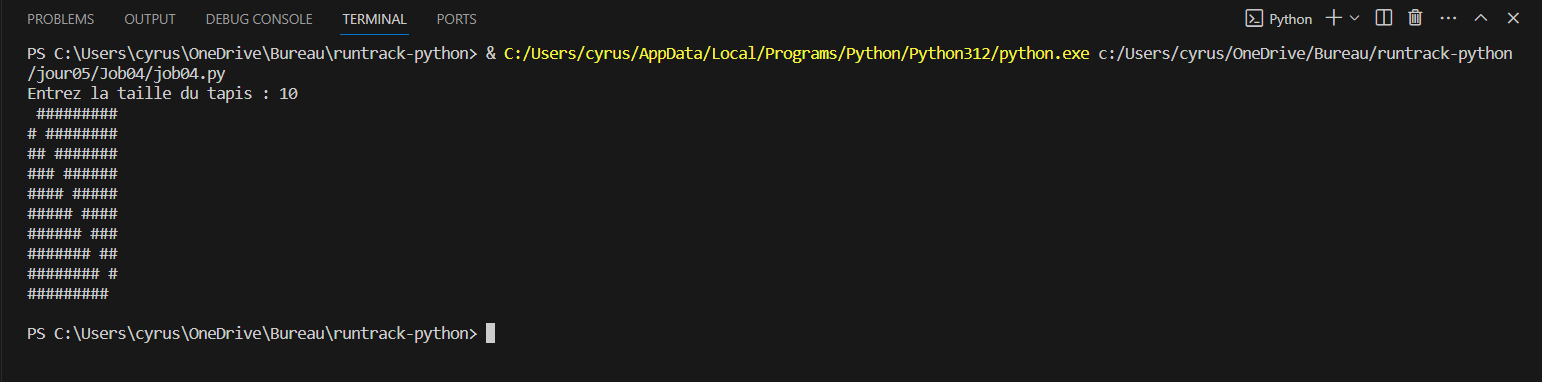 PROBLEMS OUTPUT DEBUG CONSOLE TERMINAL PORTS Python
PS C:\Users\cyrus\OneDrive\Bureau\runtrack-python> & C:/Users/cyrus/AppData/Local/Programs/Python/Python312/python.exe c:/Users/cyrus/OneDrive/Bureau/runtrack-python
/jour05/Job04/job04.py
Entrez la taille du tapis : 10
 #########
# ########
## #######
### ######
#### #####
##### ####
###### ###
####### ##
######## #
#########
PS C:\Users\cyrus\OneDrive\Bureau\runtrack-python>